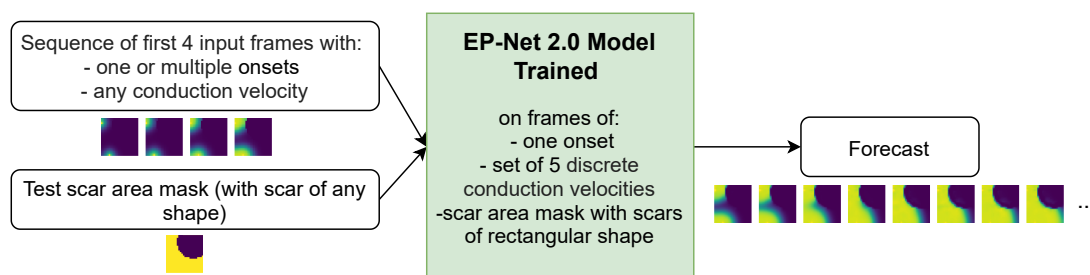 Sequence of first 4 input frames with:
- one or multiple onsets
- any conduction velocity
Test scar area mask (with scar of any
shape)
EP-Net 2.0 Model
Trained
on frames of:
- one onset
- set of 5 discrete
conduction velocities
-scar area mask with scars
of rectangular shape
Forecast
..